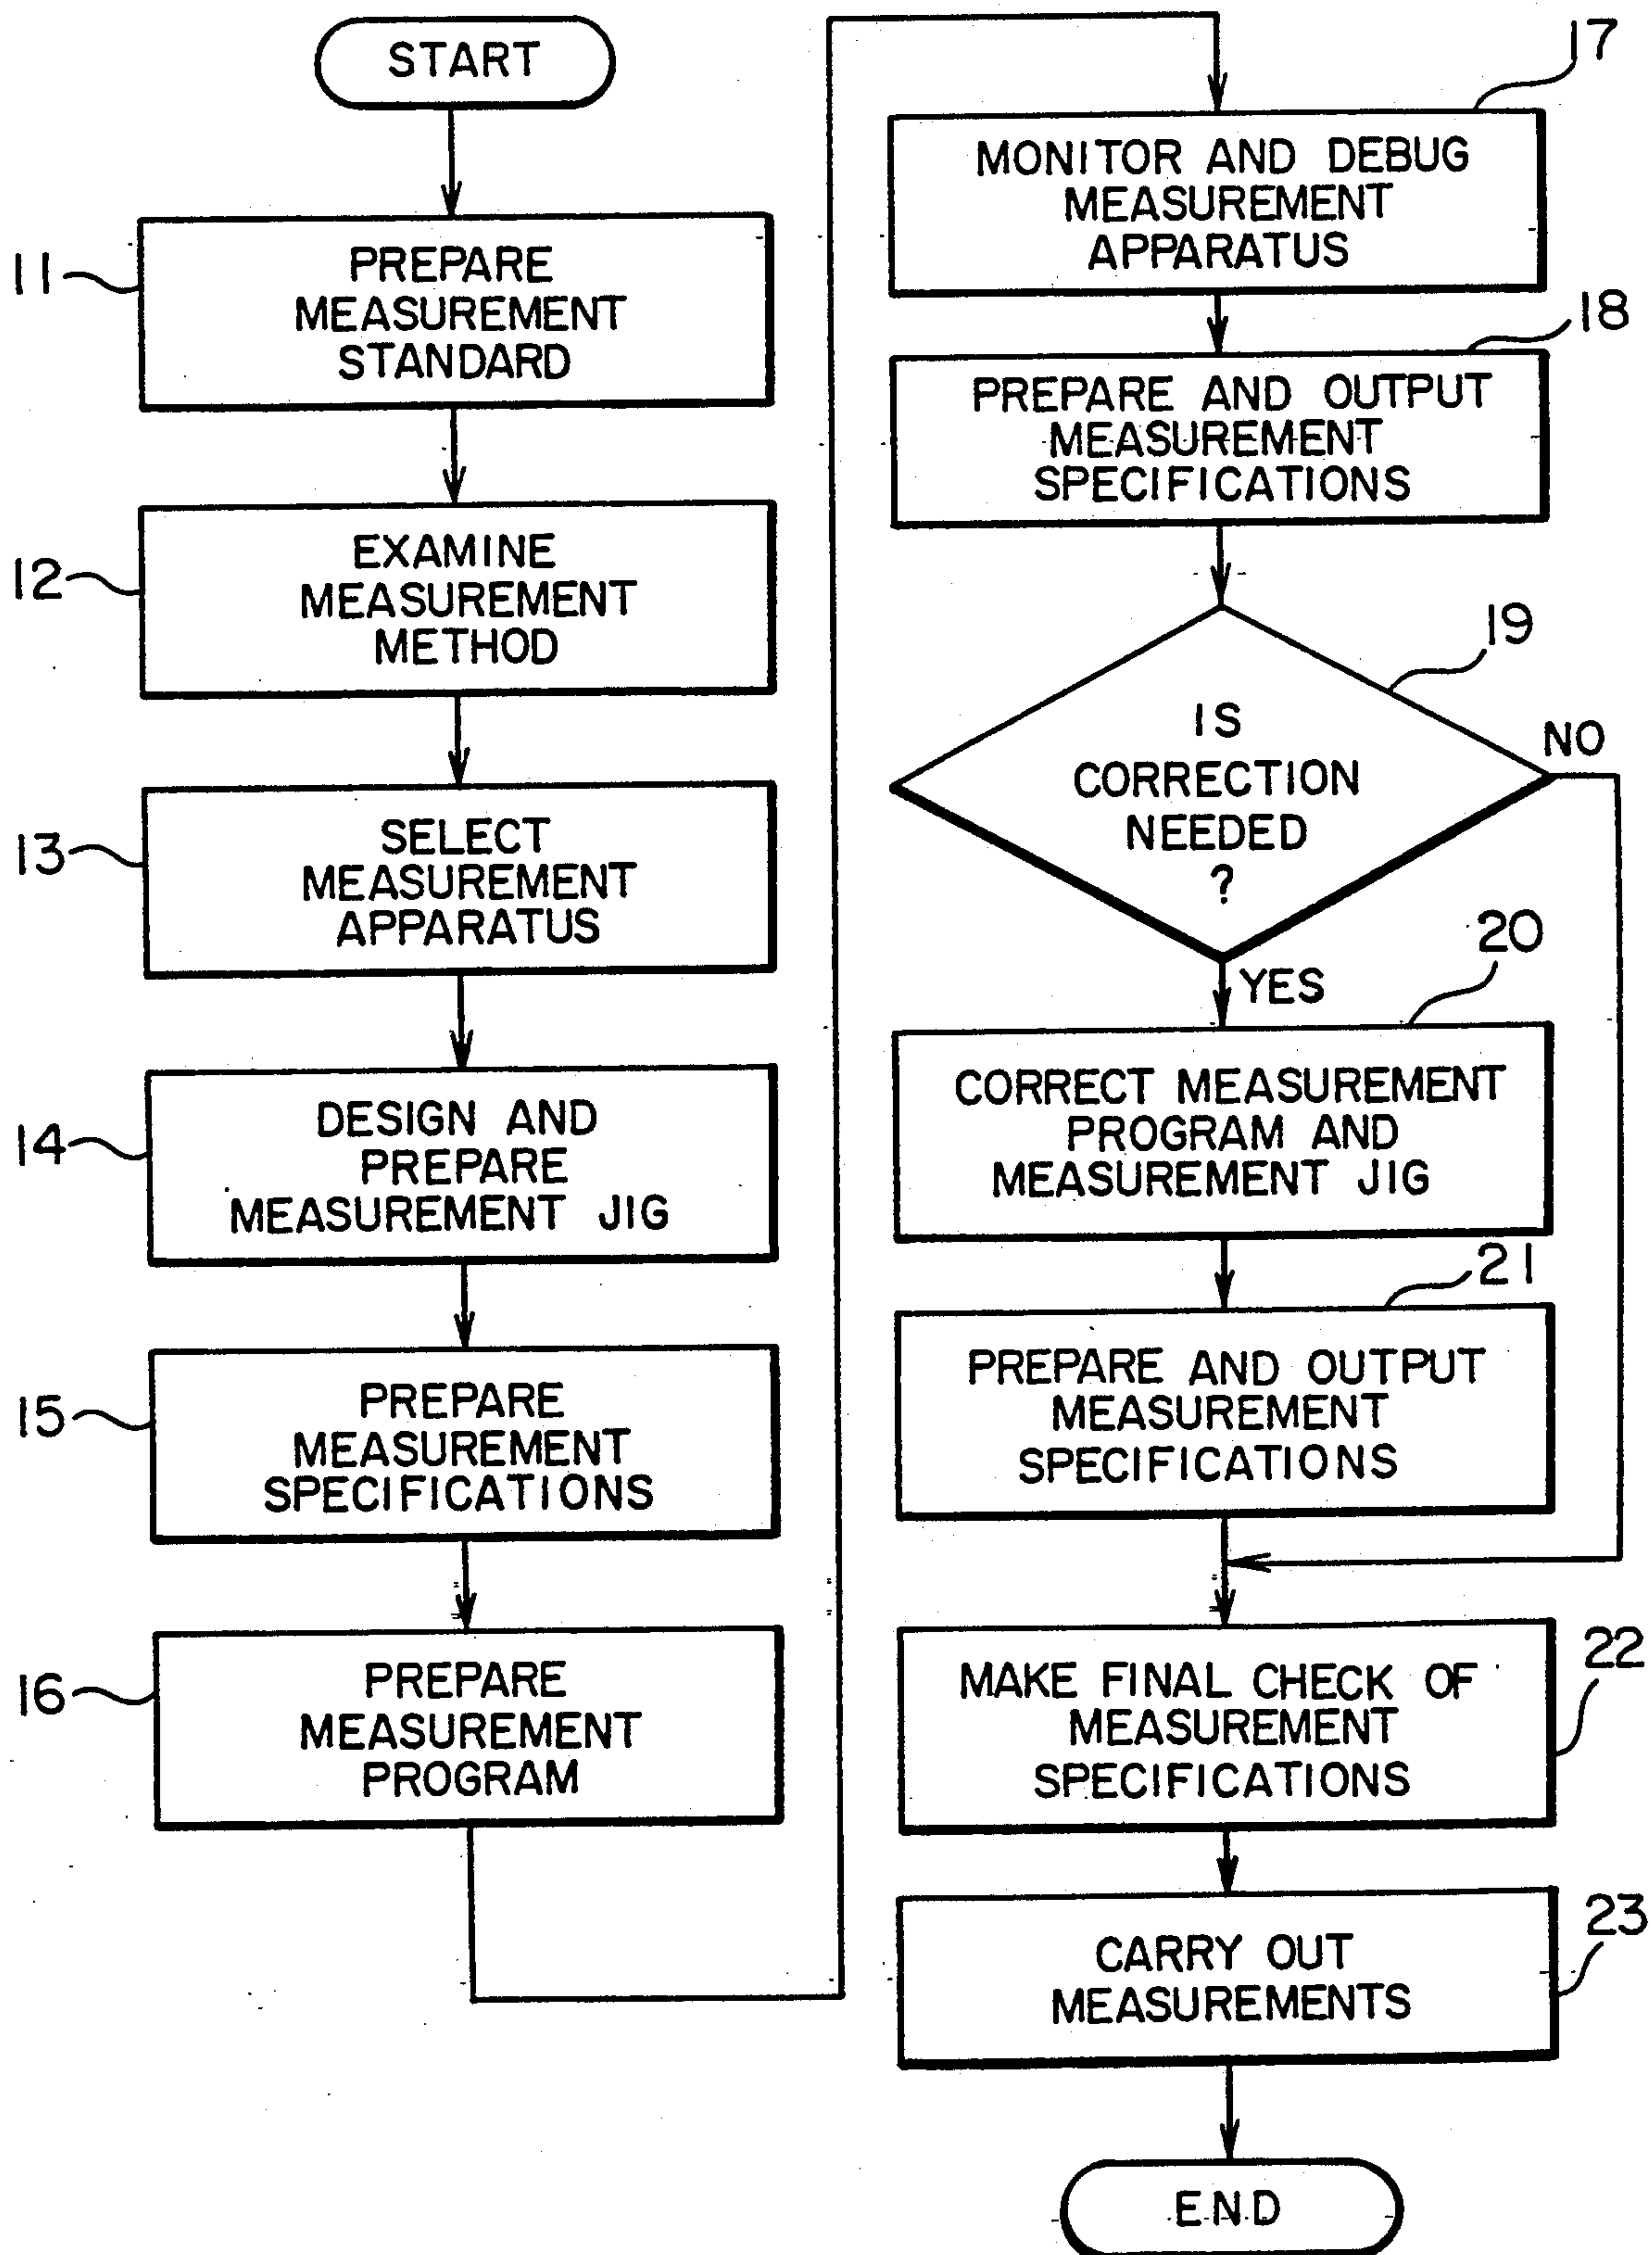 START
11
PREPARE
MEASUREMENT
STANDARD
12
EXAMINE
MEASUREMENT
METHOD
13
SELECT
MEASUREMENT
APPARATUS
14
DESIGN AND
PREPARE
MEASUREMENT JIG
15
PREPARE
MEASUREMENT
SPECIFICATIONS
16
PREPARE
MEASUREMENT
PROGRAM
17
MONITOR AND DEBUG
MEASUREMENT
APPARATUS
18
PREPARE AND OUTPUT
MEASUREMENT
SPECIFICATIONS
19
IS
CORRECTION
NEEDED
?
NO
YES
20
CORRECT MEASUREMENT
PROGRAM AND
MEASUREMENT JIG
21
PREPARE AND OUTPUT
MEASUREMENT
SPECIFICATIONS
22
MAKE FINAL CHECK OF
MEASUREMENT
SPECIFICATIONS
23
CARRY OUT
MEASUREMENTS
END